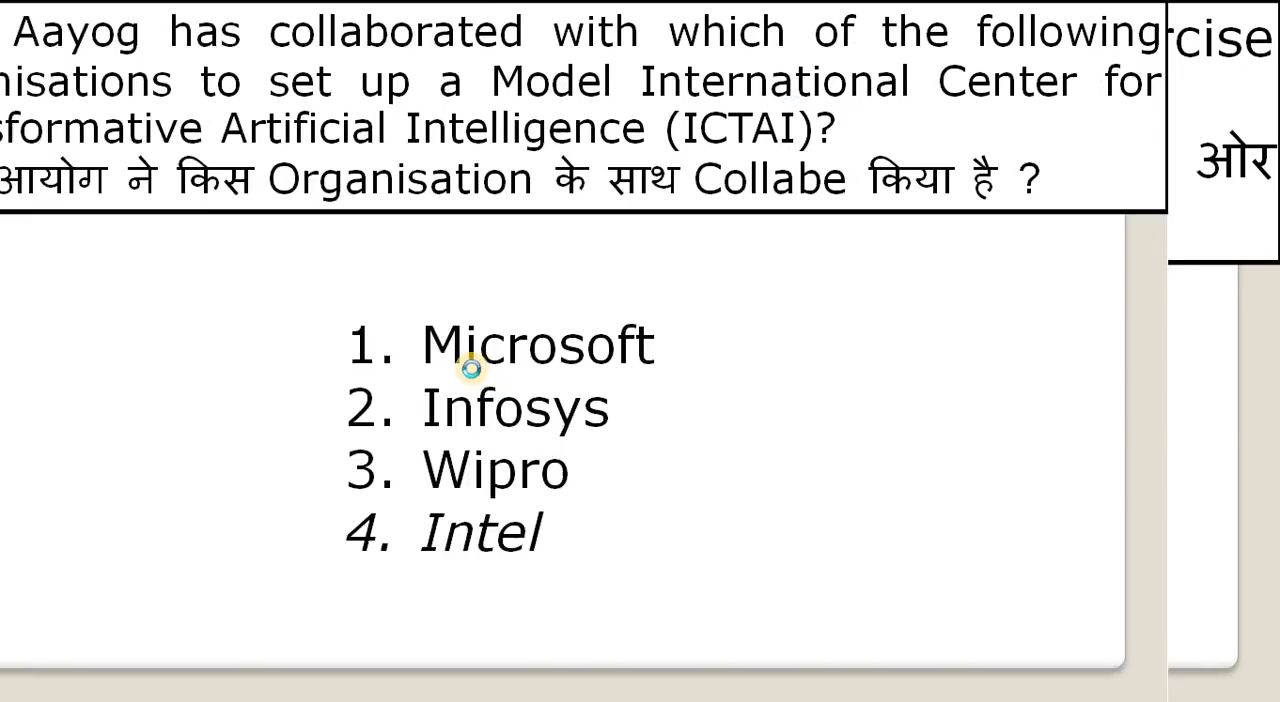 Aayog has collaborated with which of the following
nisations to set up a Model International Center for
sformative Artificial Intelligence (ICTAI)?
आयोग ने किस Organisation के साथ Collabe किया है ?
rcise
ओर
1. Microsoft
2. Infosys
3. Wipro
4. Intel